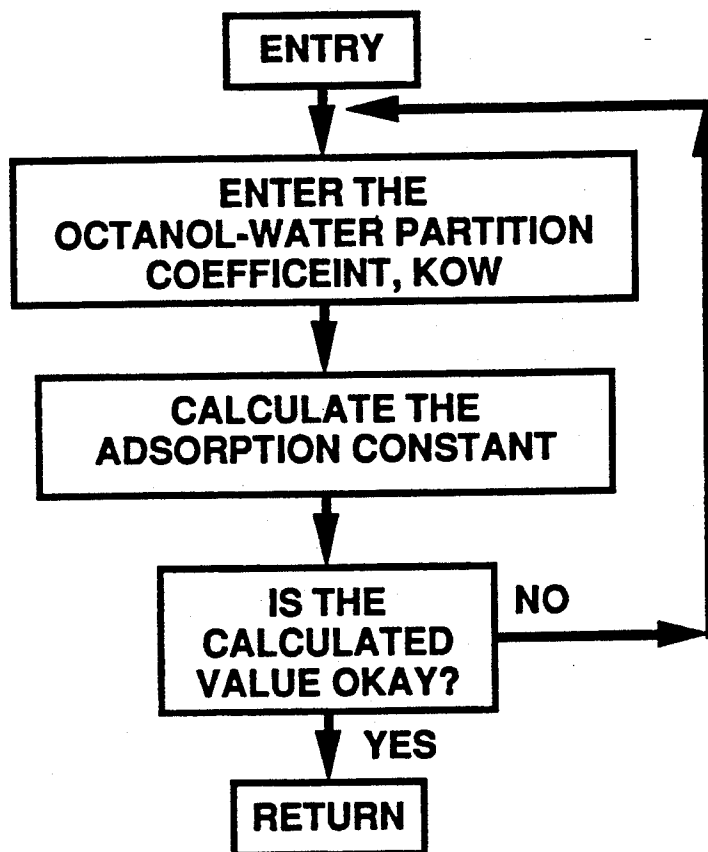 ENTRY
ENTER THE
OCTANOL-WATER PARTITION
COEFFICEINT, KOW
CALCULATE THE
ADSORPTION CONSTANT
IS THE
CALCULATED
VALUE OKAY?
NO
YES
RETURN